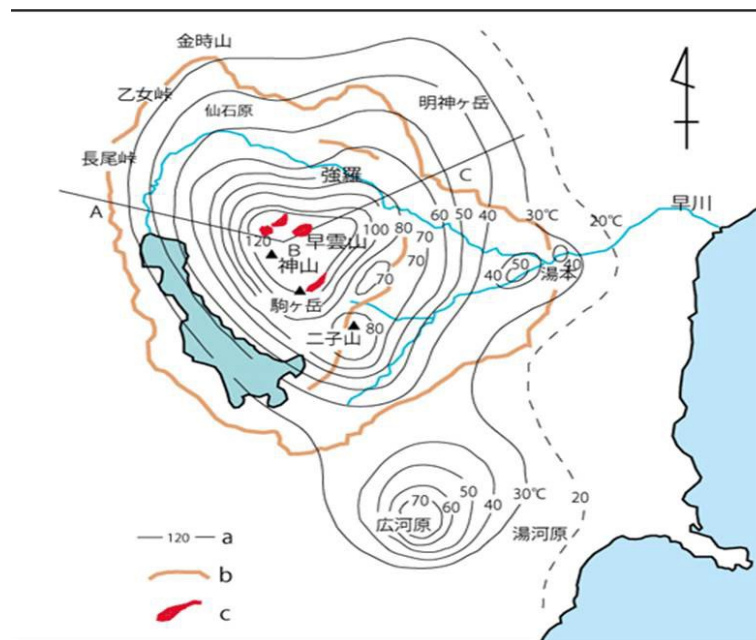 金時山
乙女峠
仙石原
明神ヶ岳
長尾峠
強羅
C
早川
A
60 50 40 30℃ 20℃
100 80 70
120
B
早雲山
神山
70
50
40
40
湯本
70
駒ヶ岳
二子山
80
70
50
60
40
30℃
20
広河原
湯河原
120 a
b
c